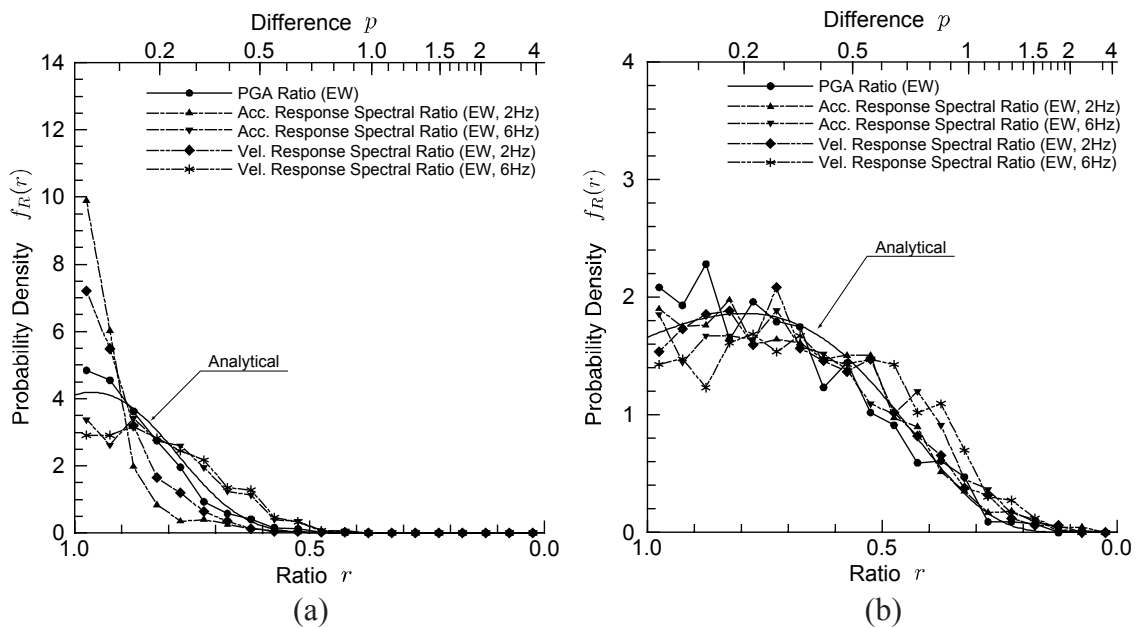 Difference p
0.2 0.5 1.0 1.5 2 4
14
12
10
8
6
4
2
0
Probability Density f_R(r)
PGA Ratio (EW)
Acc. Response Spectral Ratio (EW, 2Hz)
Acc. Response Spectral Ratio (EW, 6Hz)
Vel. Response Spectral Ratio (EW, 2Hz)
Vel. Response Spectral Ratio (EW, 6Hz)
Analytical
1.0 0.5 0.0
Ratio r
(a)
Difference p
0.2 0.5 1 1.5 2 4
4
3
2
1
0
Probability Density f_R(r)
PGA Ratio (EW)
Acc. Response Spectral Ratio (EW, 2Hz)
Acc. Response Spectral Ratio (EW, 6Hz)
Vel. Response Spectral Ratio (EW, 2Hz)
Vel. Response Spectral Ratio (EW, 6Hz)
Analytical
1.0 0.5 0.0
Ratio r
(b)